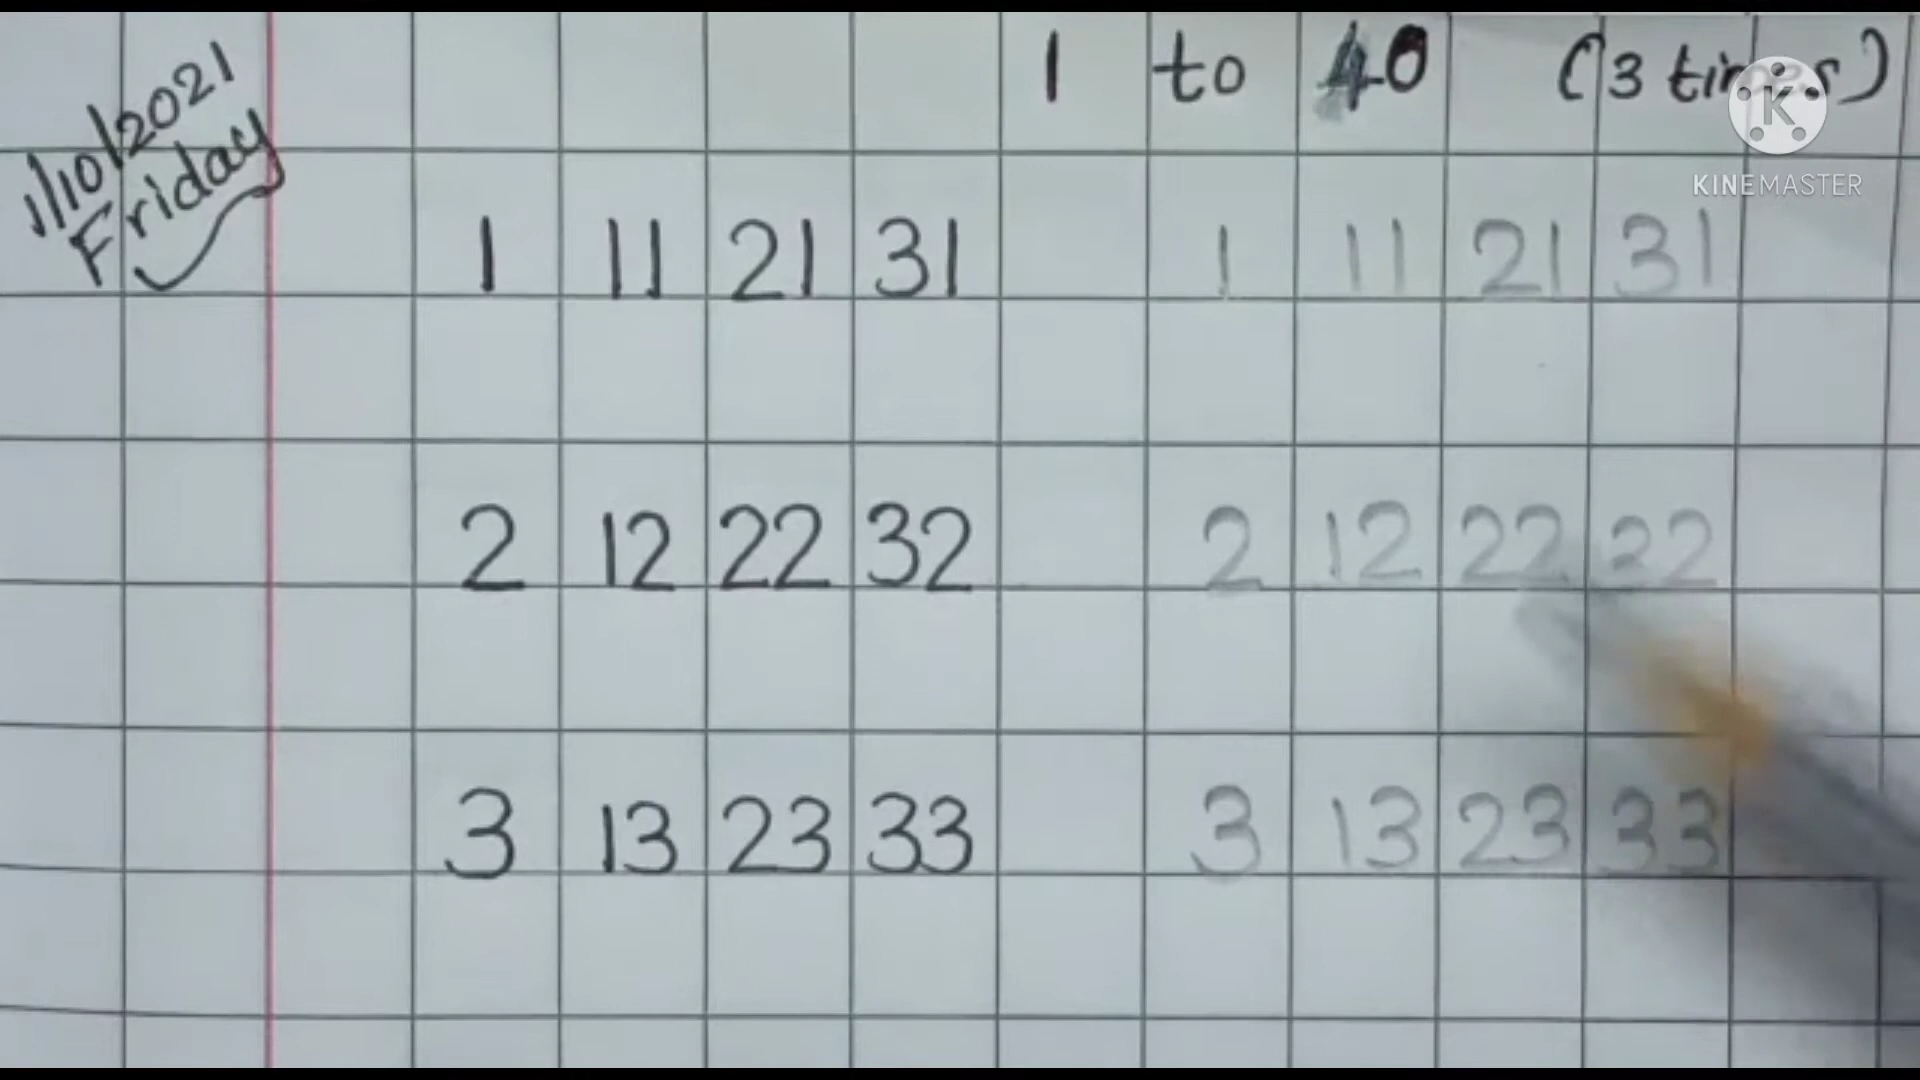 1 to 40 (3 times)
1/10/2021
Friday
KINEMASTER
1 11 21 31 1 11 21 31
2 12 22 32 2 12 22 32
3 13 23 33 3 13 23 33